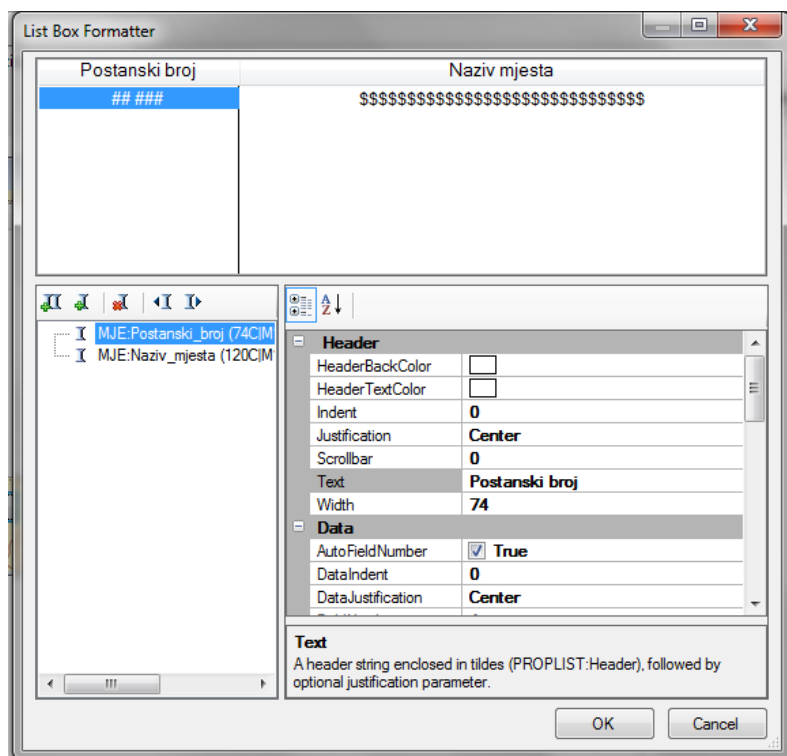 List Box Formatter
Postanski broj Naziv mjesta
## ### $$$$$$$$$$$$$$$$$$$$$$$$$$$$$$
MJE:Postanski_broj (74C|M
MJE:Naziv_mjesta (120C|M
Header
HeaderBackColor
HeaderTextColor
Indent 0
Justification Center
Scrollbar 0
Text Postanski broj
Width 74
Data
AutoFieldNumber True
DataIndent 0
DataJustification Center
Text
A header string enclosed in tildes (PROPLIST:Header), followed by
optional justification parameter.
OK Cancel